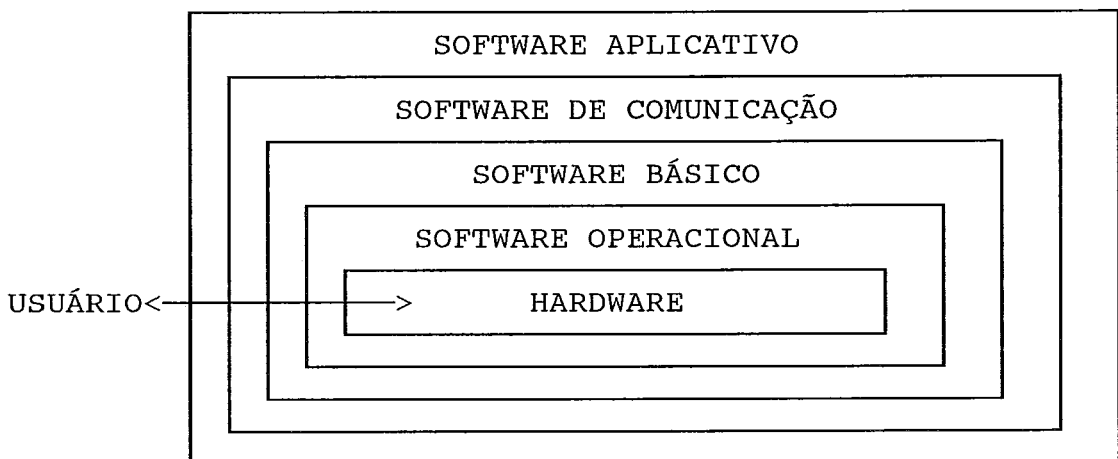 SOFTWARE APLICATIVO
SOFTWARE DE COMUNICAÇÃO
SOFTWARE BÁSICO
SOFTWARE OPERACIONAL
USUÁRIO<——————> HARDWARE